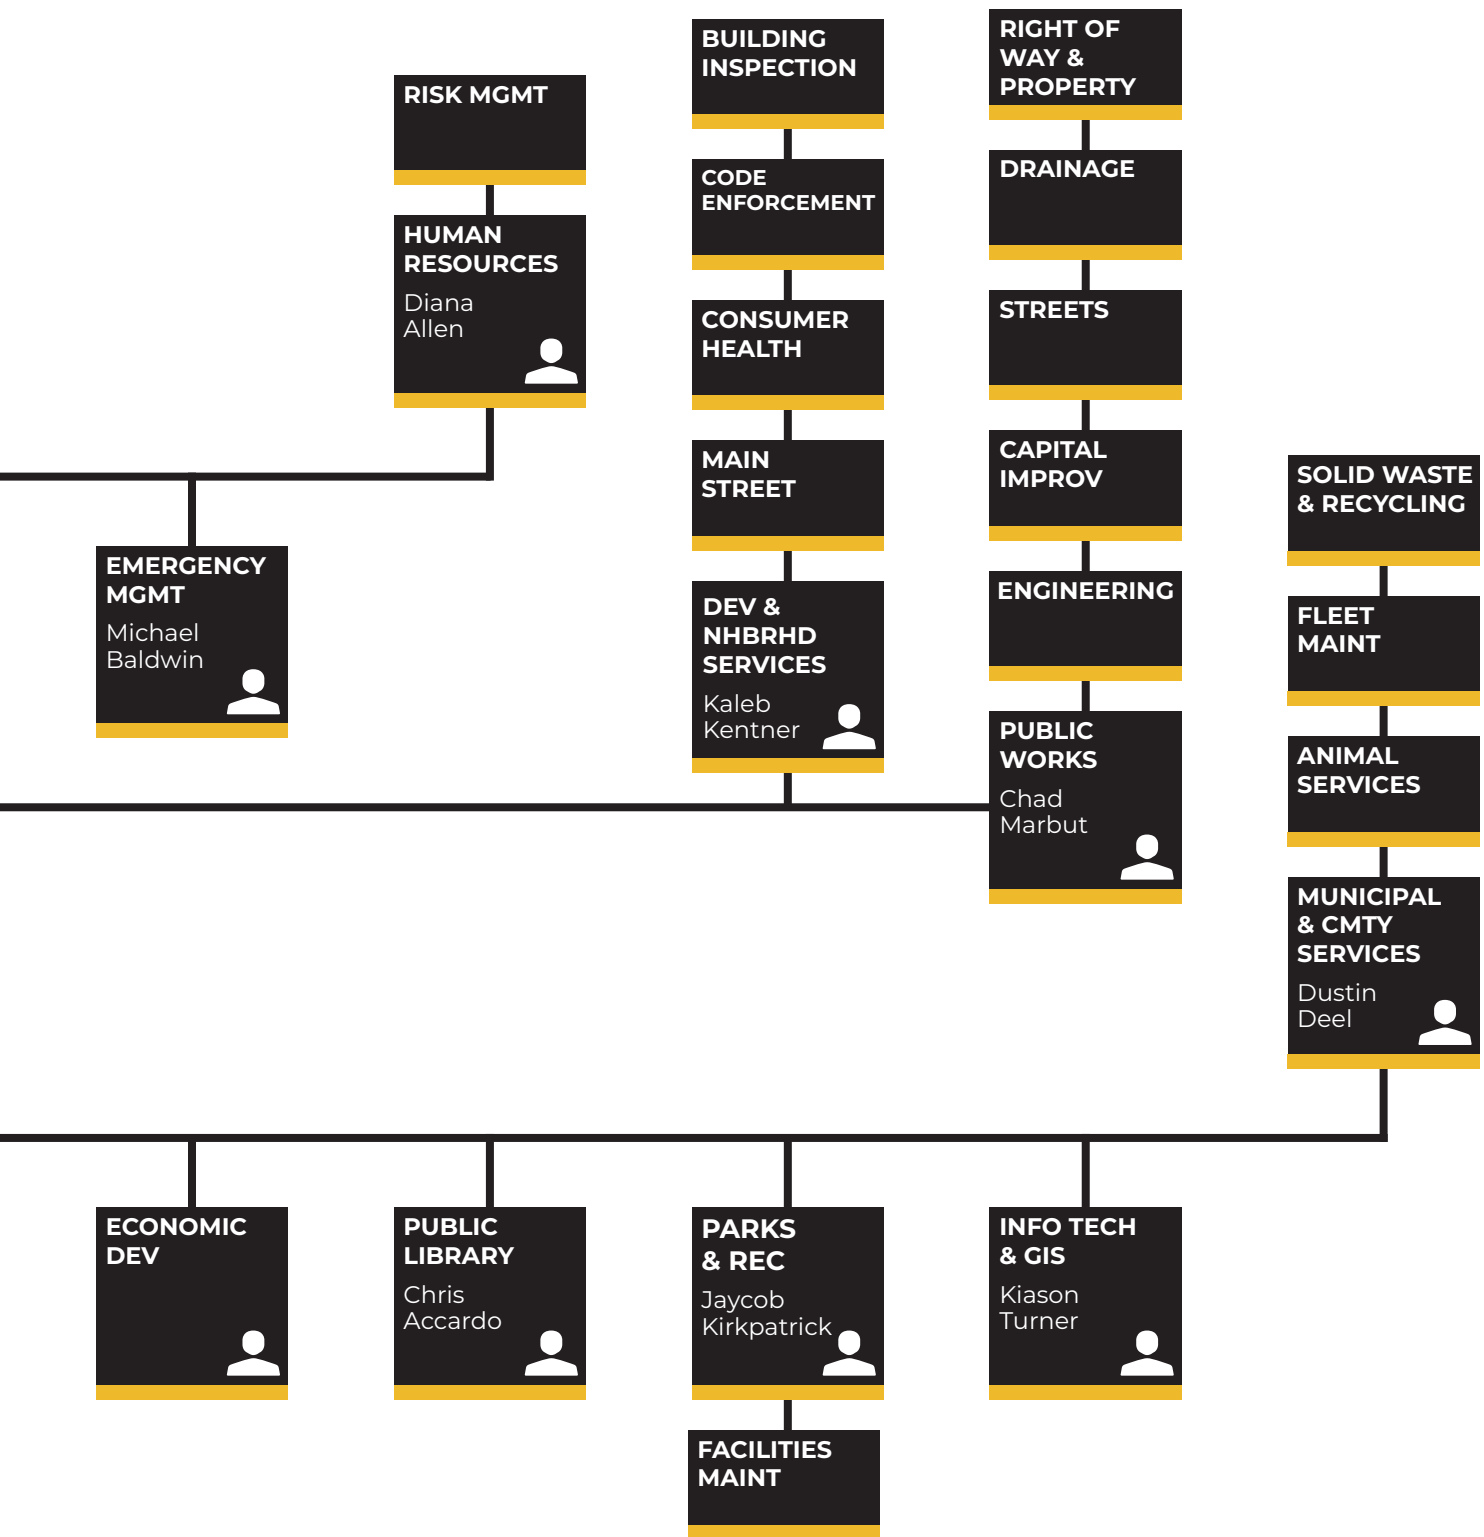 RISK MGMT
HUMAN
RESOURCES
Diana
Allen
EMERGENCY
MGMT
Michael
Baldwin
BUILDING
INSPECTION
CODE
ENFORCEMENT
CONSUMER
HEALTH
MAIN
STREET
DEV &
NHBRHD
SERVICES
Kaleb
Kentner
RIGHT OF
WAY &
PROPERTY
DRAINAGE
STREETS
CAPITAL
IMPROV
ENGINEERING
PUBLIC
WORKS
Chad
Marbut
SOLID WASTE
& RECYCLING
FLEET
MAINT
ANIMAL
SERVICES
MUNICIPAL
& CMTY
SERVICES
Dustin
Deel
ECONOMIC
DEV
PUBLIC
LIBRARY
Chris
Accardo
PARKS
& REC
Jaycob
Kirkpatrick
FACILITIES
MAINT
INFO TECH
& GIS
Kiason
Turner